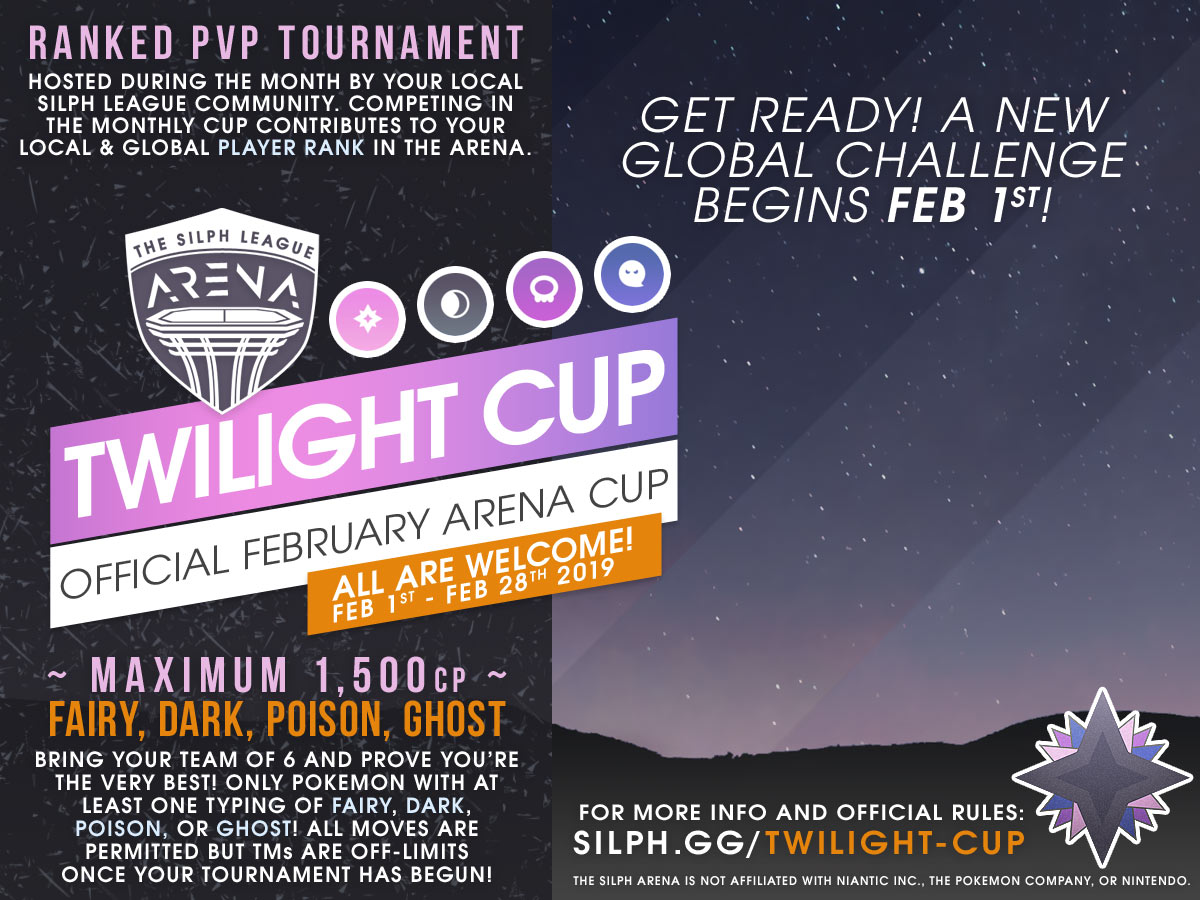 RANKED PVP TOURNAMENT
HOSTED DURING THE MONTH BY YOUR LOCAL
SILPH LEAGUE COMMUNITY. COMPETING IN
THE MONTHLY CUP CONTRIBUTES TO YOUR
LOCAL & GLOBAL PLAYER RANK IN THE ARENA.
GET READY! A NEW
GLOBAL CHALLENGE
BEGINS FEB 1ST!
THE SILPH LEAGUE
ARENA
TWILIGHT CUP
OFFICIAL FEBRUARY ARENA CUP
ALL ARE WELCOME!
FEB 1ST - FEB 28TH 2019
~ MAXIMUM 1,500CP ~
FAIRY, DARK, POISON, GHOST
BRING YOUR TEAM OF 6 AND PROVE YOU'RE
THE VERY BEST! ONLY POKEMON WITH AT
LEAST ONE TYPING OF FAIRY, DARK,
POISON, OR GHOST! ALL MOVES ARE
PERMITTED BUT TMs ARE OFF-LIMITS
ONCE YOUR TOURNAMENT HAS BEGUN!
FOR MORE INFO AND OFFICIAL RULES:
SILPH.GG/TWILIGHT-CUP
THE SILPH ARENA IS NOT AFFILIATED WITH NIANTIC INC., THE POKEMON COMPANY, OR NINTENDO.